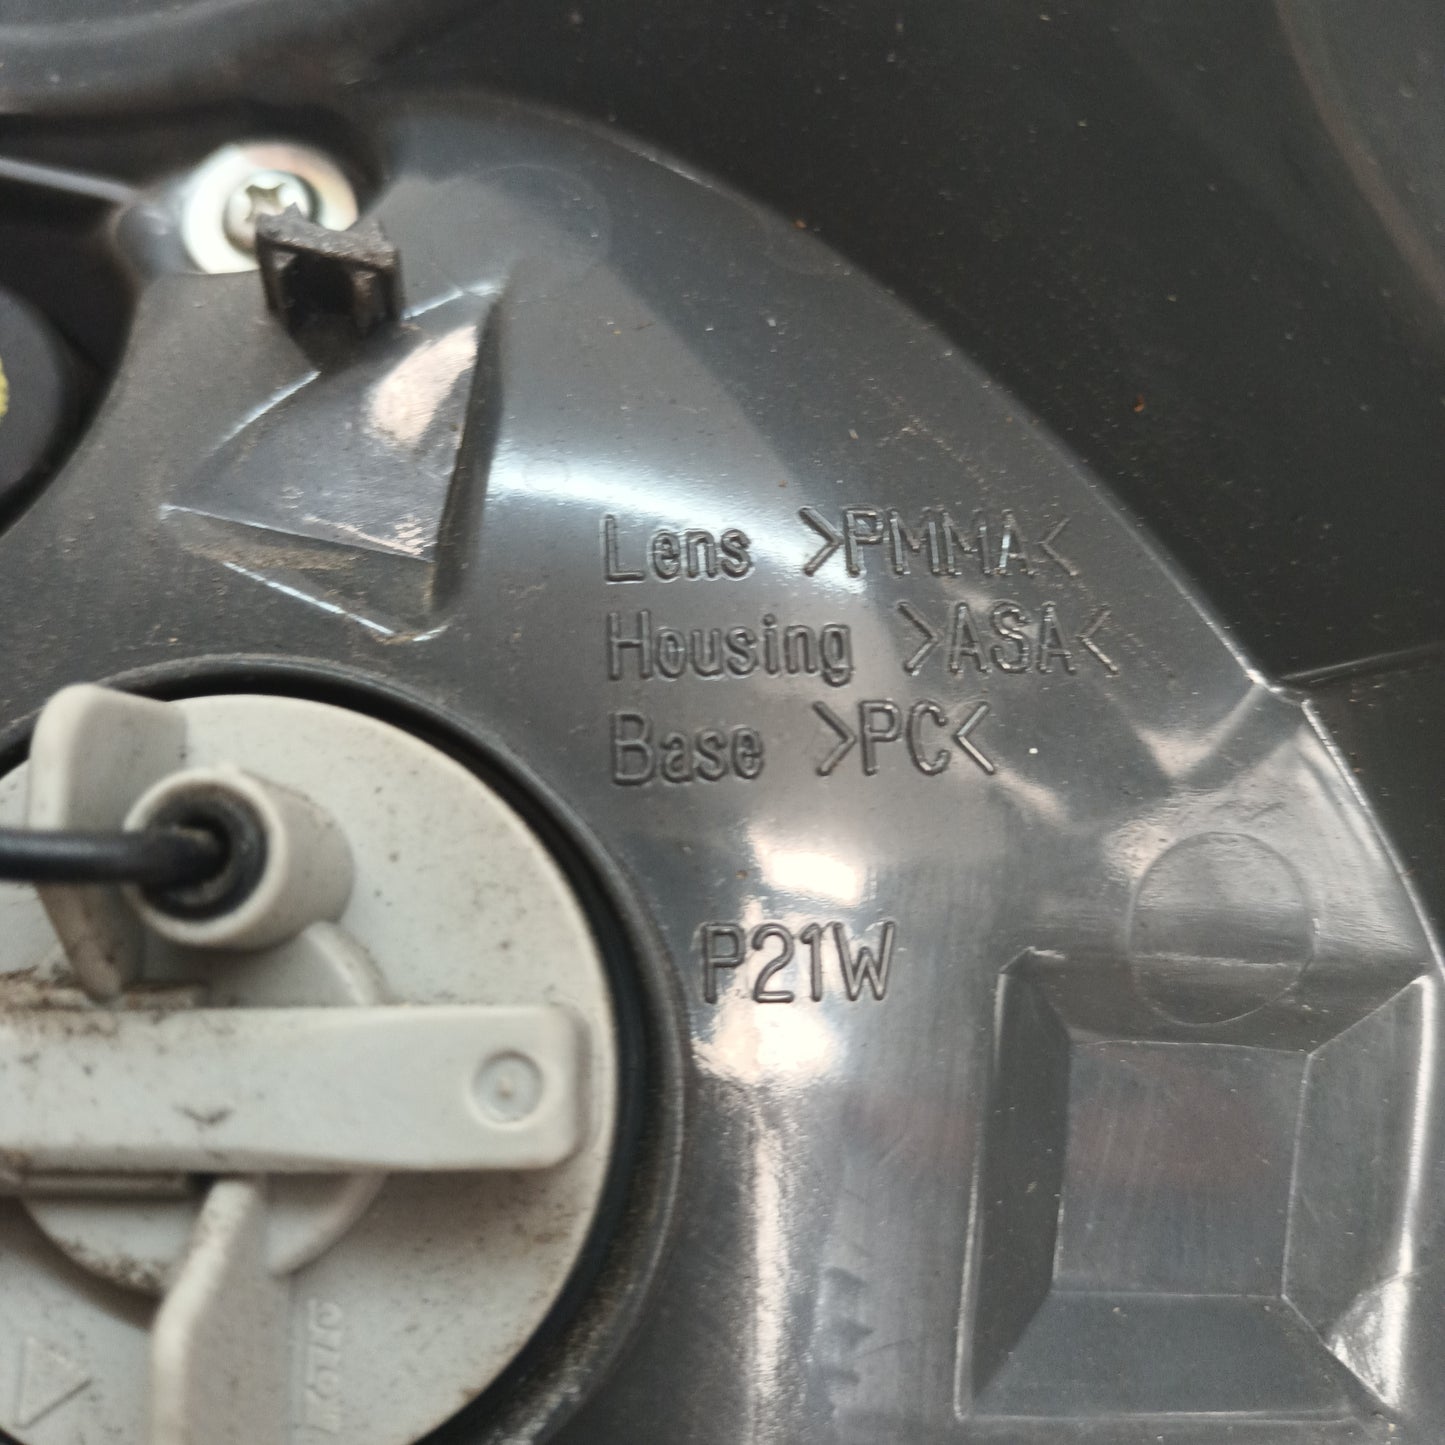 Lens >PMMA<
Housing >ASA<
Base >PC<
P21W